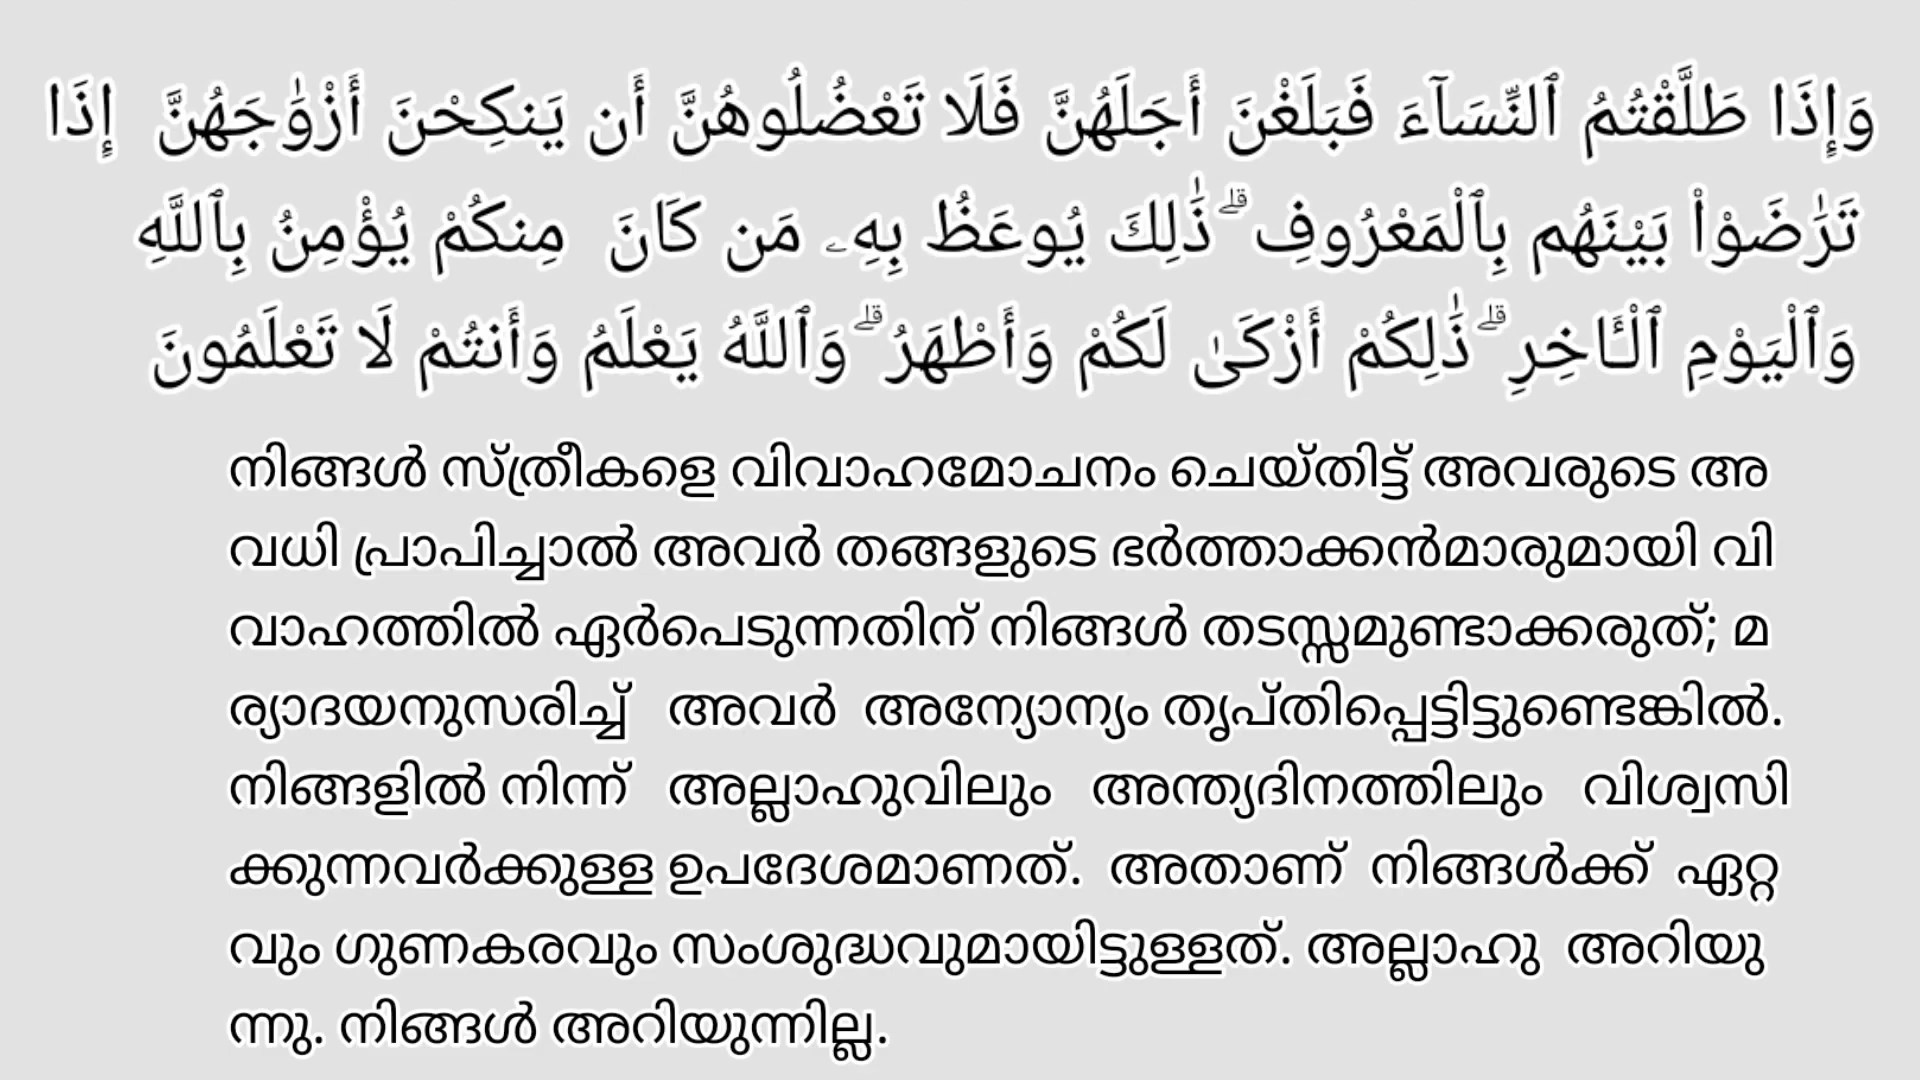 وَإِذَا طَلَّقْتُمُ ٱلنِّسَآءَ فَبَلَغْنَ أَجَلَهُنَّ فَلَا تَعْضُلُوهُنَّ أَن يَنكِحْنَ أَزْوَٰجَهُنَّ إِذَا
تَرَٰضَوْا۟ بَيْنَهُم بِٱلْمَعْرُوفِ ۗ ذَٰلِكَ يُوعَظُ بِهِۦ مَن كَانَ مِنكُمْ يُؤْمِنُ بِٱللَّهِ
وَٱلْيَوْمِ ٱلْـَٔاخِرِ ۗ ذَٰلِكُمْ أَزْكَىٰ لَكُمْ وَأَطْهَرُ ۗ وَٱللَّهُ يَعْلَمُ وَأَنتُمْ لَا تَعْلَمُونَ
നിങ്ങൾ സ്ത്രീകളെ വിവാഹമോചനം ചെയ്തിട്ട് അവരുടെ അ
വധി പ്രാപിച്ചാൽ അവർ തങ്ങളുടെ ഭർത്താക്കൻമാരുമായി വി
വാഹത്തിൽ ഏർപെടുന്നതിന് നിങ്ങൾ തടസ്സമുണ്ടാക്കരുത്; മ
ര്യാദയനുസരിച്ച് അവർ അന്യോന്യം തൃപ്തിപ്പെട്ടിട്ടുണ്ടെങ്കിൽ.
നിങ്ങളിൽ നിന്ന് അല്ലാഹുവിലും അന്ത്യദിനത്തിലും വിശ്വസി
ക്കുന്നവർക്കുള്ള ഉപദേശമാണത്. അതാണ് നിങ്ങൾക്ക് ഏറ്റ
വും ഗുണകരവും സംശുദ്ധവുമായിട്ടുള്ളത്. അല്ലാഹു അറിയു
ന്നു. നിങ്ങൾ അറിയുന്നില്ല.